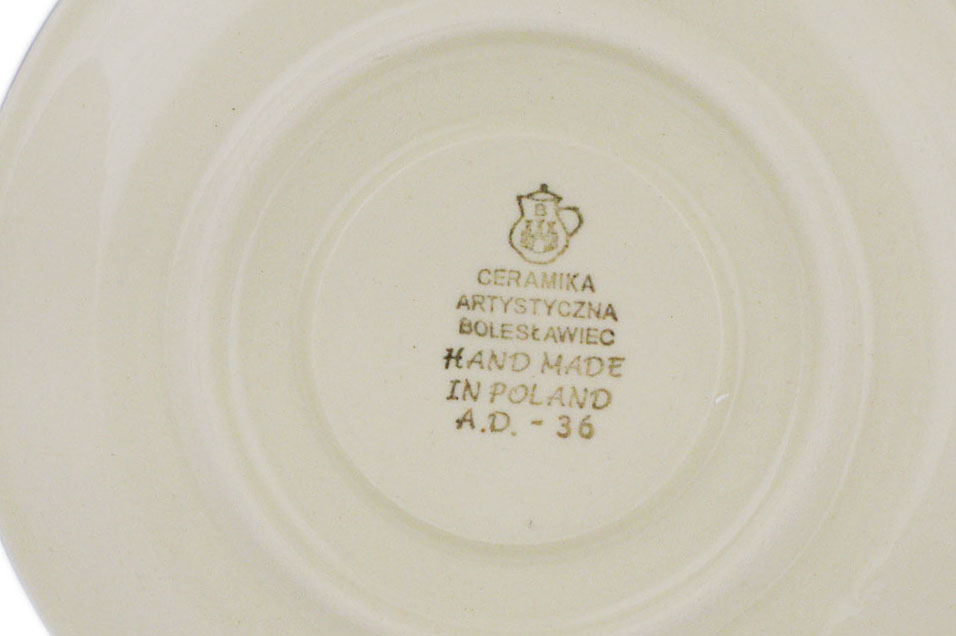 B
CERAMIKA
ARTYSTYCZNA
BOLESŁAWIEC
HAND MADE
IN POLAND
A.D. - 36